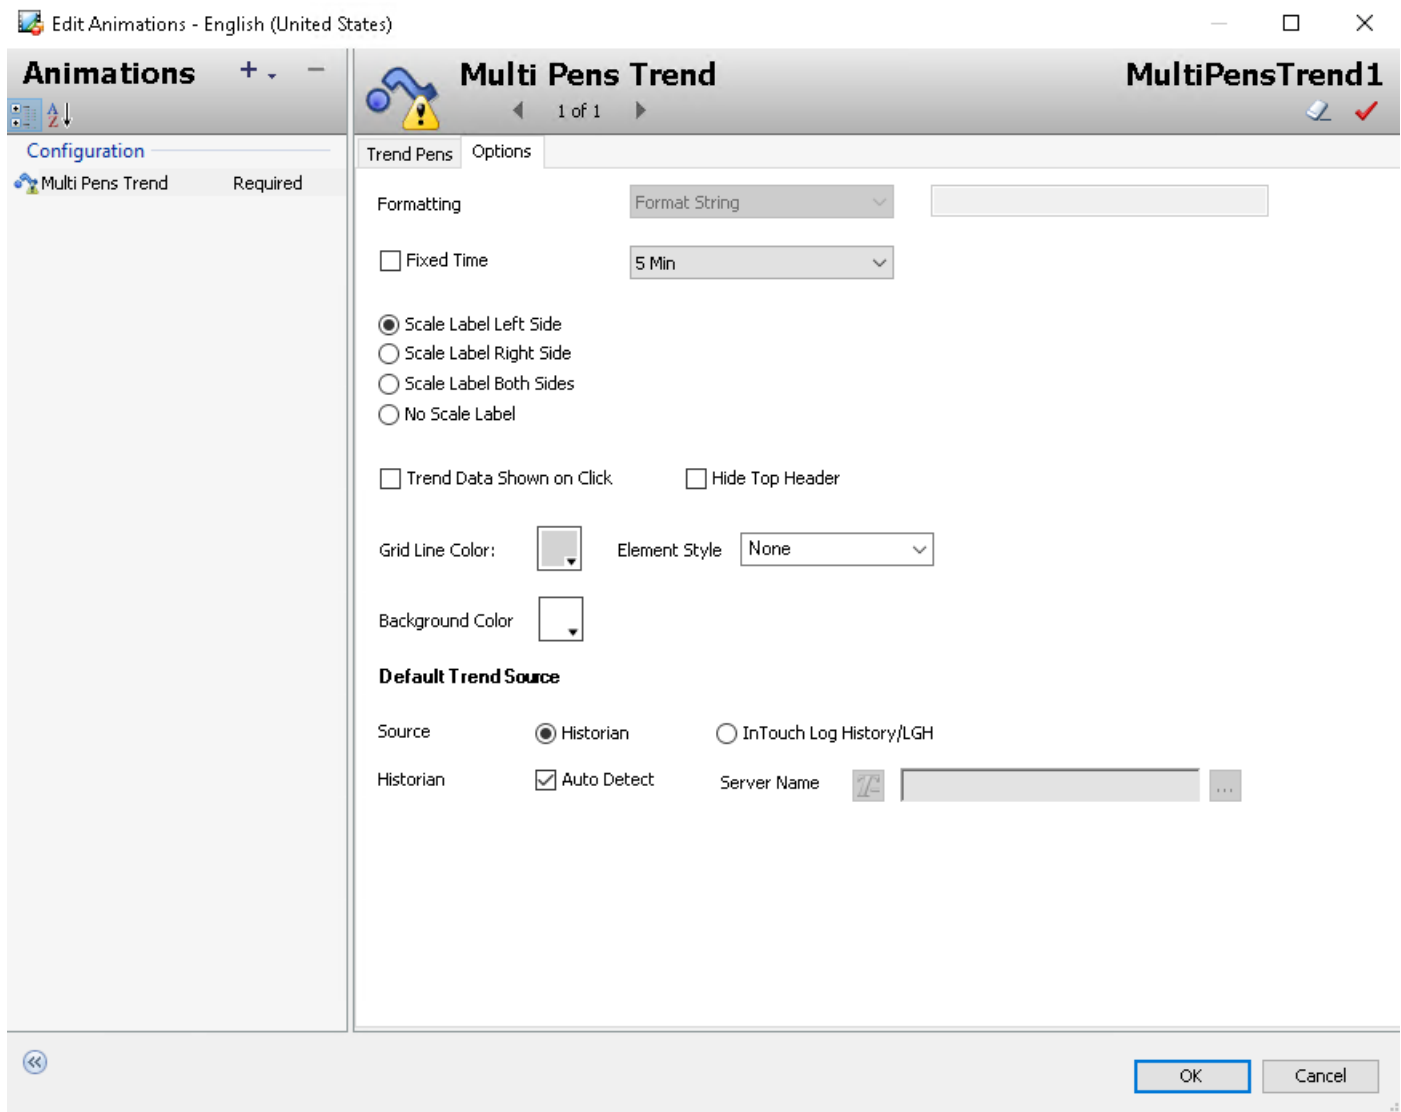 Edit Animations - English (United States)
Animations
Multi Pens Trend
MultiPensTrend1
1 of 1
Configuration
Multi Pens Trend Required
Trend Pens Options
Formatting Format String
Fixed Time 5 Min
Scale Label Left Side
Scale Label Right Side
Scale Label Both Sides
No Scale Label
Trend Data Shown on Click Hide Top Header
Grid Line Color: Element Style None
Background Color
Default Trend Source
Source Historian InTouch Log History/LGH
Historian Auto Detect Server Name ...
OK Cancel